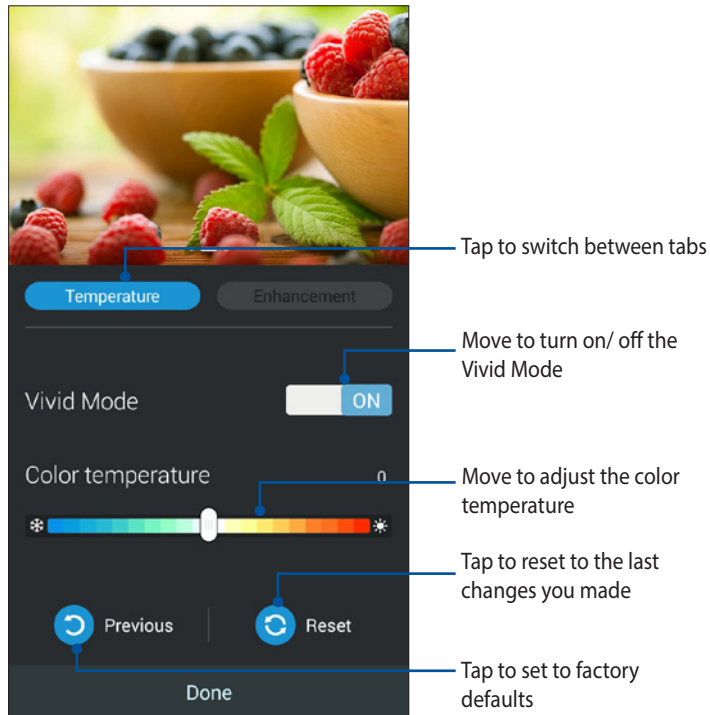 Tap to switch between tabs
Temperature
Enhancement
Move to turn on/ off the
Vivid Mode
Vivid Mode
ON
Color temperature
0
Move to adjust the color
temperature
Tap to reset to the last
changes you made
Previous
Reset
Tap to set to factory
defaults
Done